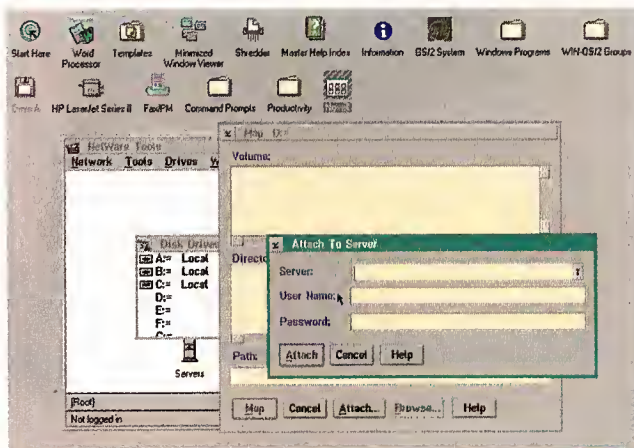 Start Here
Word Processor
Templates
Minimized Window Viewer
Shredder
Master Help Index
Information
OS/2 System
Windows Programs
WIN-OS/2 Groups
Drive A
HP LaserJet Series II
Fax/PM
Command Prompts
Productivity
NetWare Tools
Network Tools Drives
Map D:=
Volume:
Disk Drives
A:= Local
B:= Local
C:= Local
D:=
E:=
F:=
G:=
Servers
Directo
Attach To Server
Server:
User Name:
Password:
Attach Cancel Help
Path:
[Root]
Not logged in
Map Cancel Attach... Browse... Help